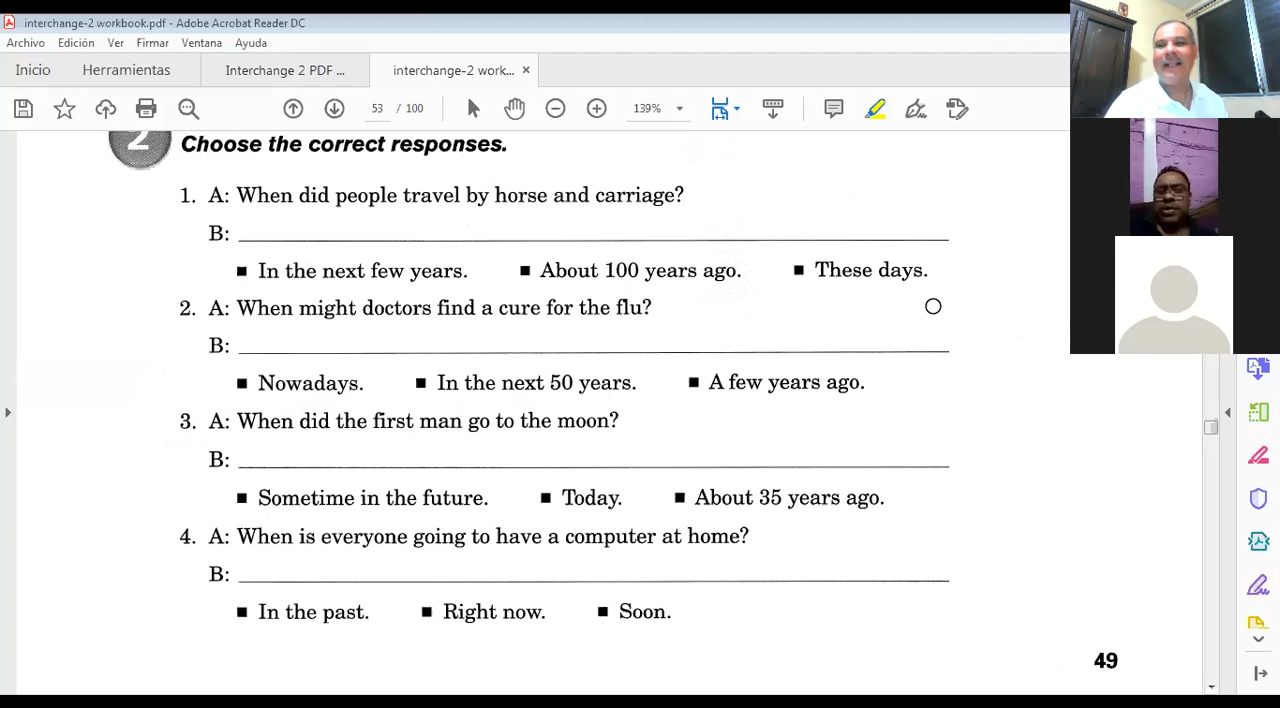 interchange-2 workbook.pdf - Adobe Acrobat Reader DC
Archivo Edición Ver Firmar Ventana Ayuda
Inicio Herramientas Interchange 2 PDF ... interchange-2 work... ×
53 / 100 139%
2 Choose the correct responses.
1. A: When did people travel by horse and carriage?
B:
■ In the next few years. ■ About 100 years ago. ■ These days.
2. A: When might doctors find a cure for the flu?
B:
■ Nowadays. ■ In the next 50 years. ■ A few years ago.
3. A: When did the first man go to the moon?
B:
■ Sometime in the future. ■ Today. ■ About 35 years ago.
4. A: When is everyone going to have a computer at home?
B:
■ In the past. ■ Right now. ■ Soon.
49